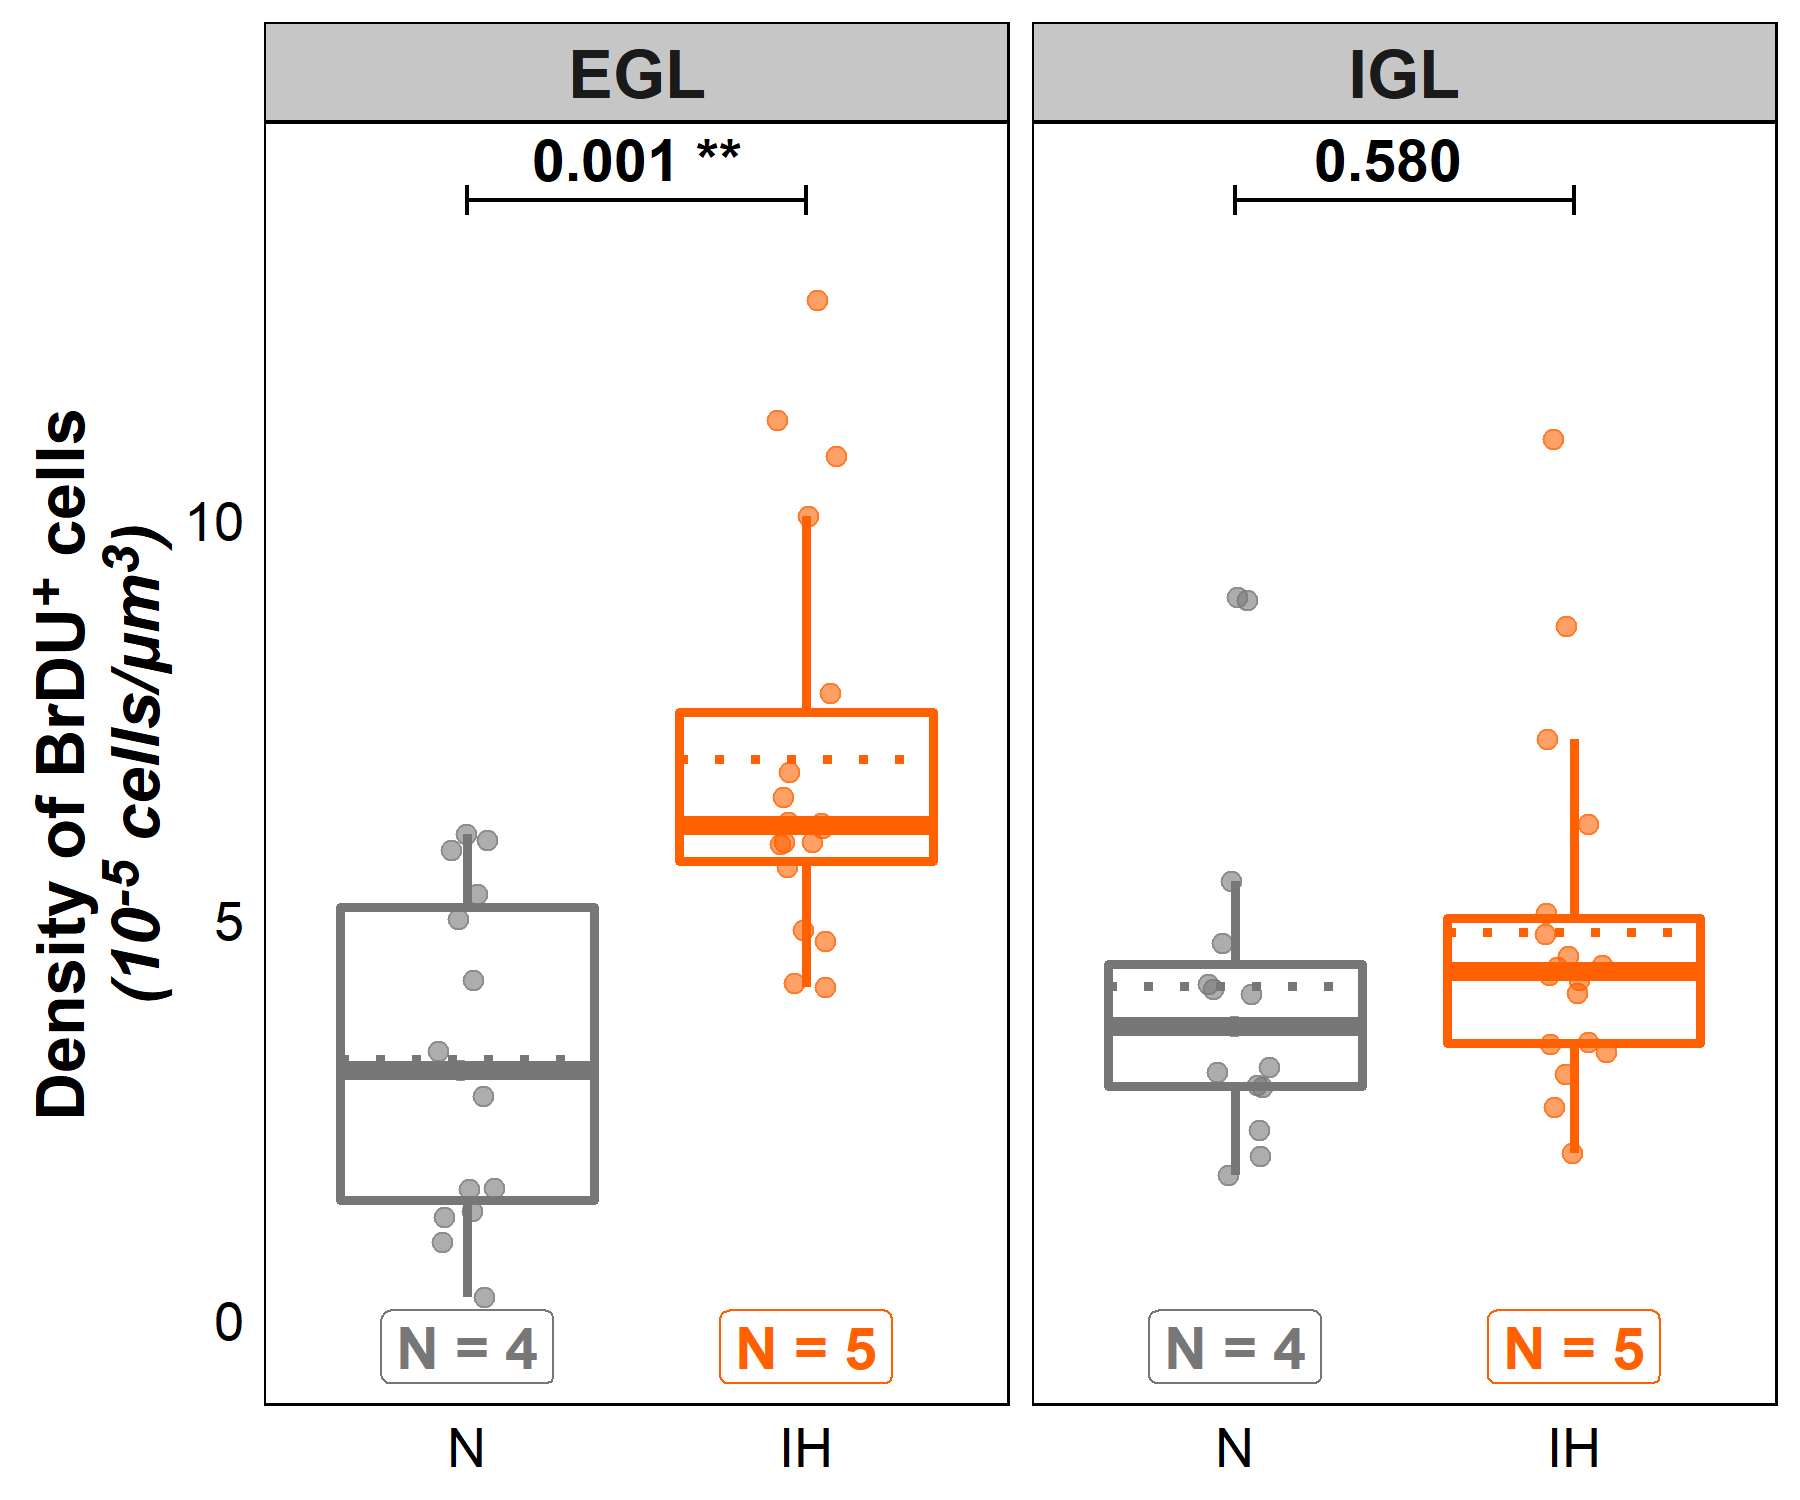 EGL
IGL
0.001 **
0.580
Density of BrDU⁺ cells
(10⁻⁵ cells/µm³)
10
5
0
N = 4
N = 5
N = 4
N = 5
N
IH
N
IH